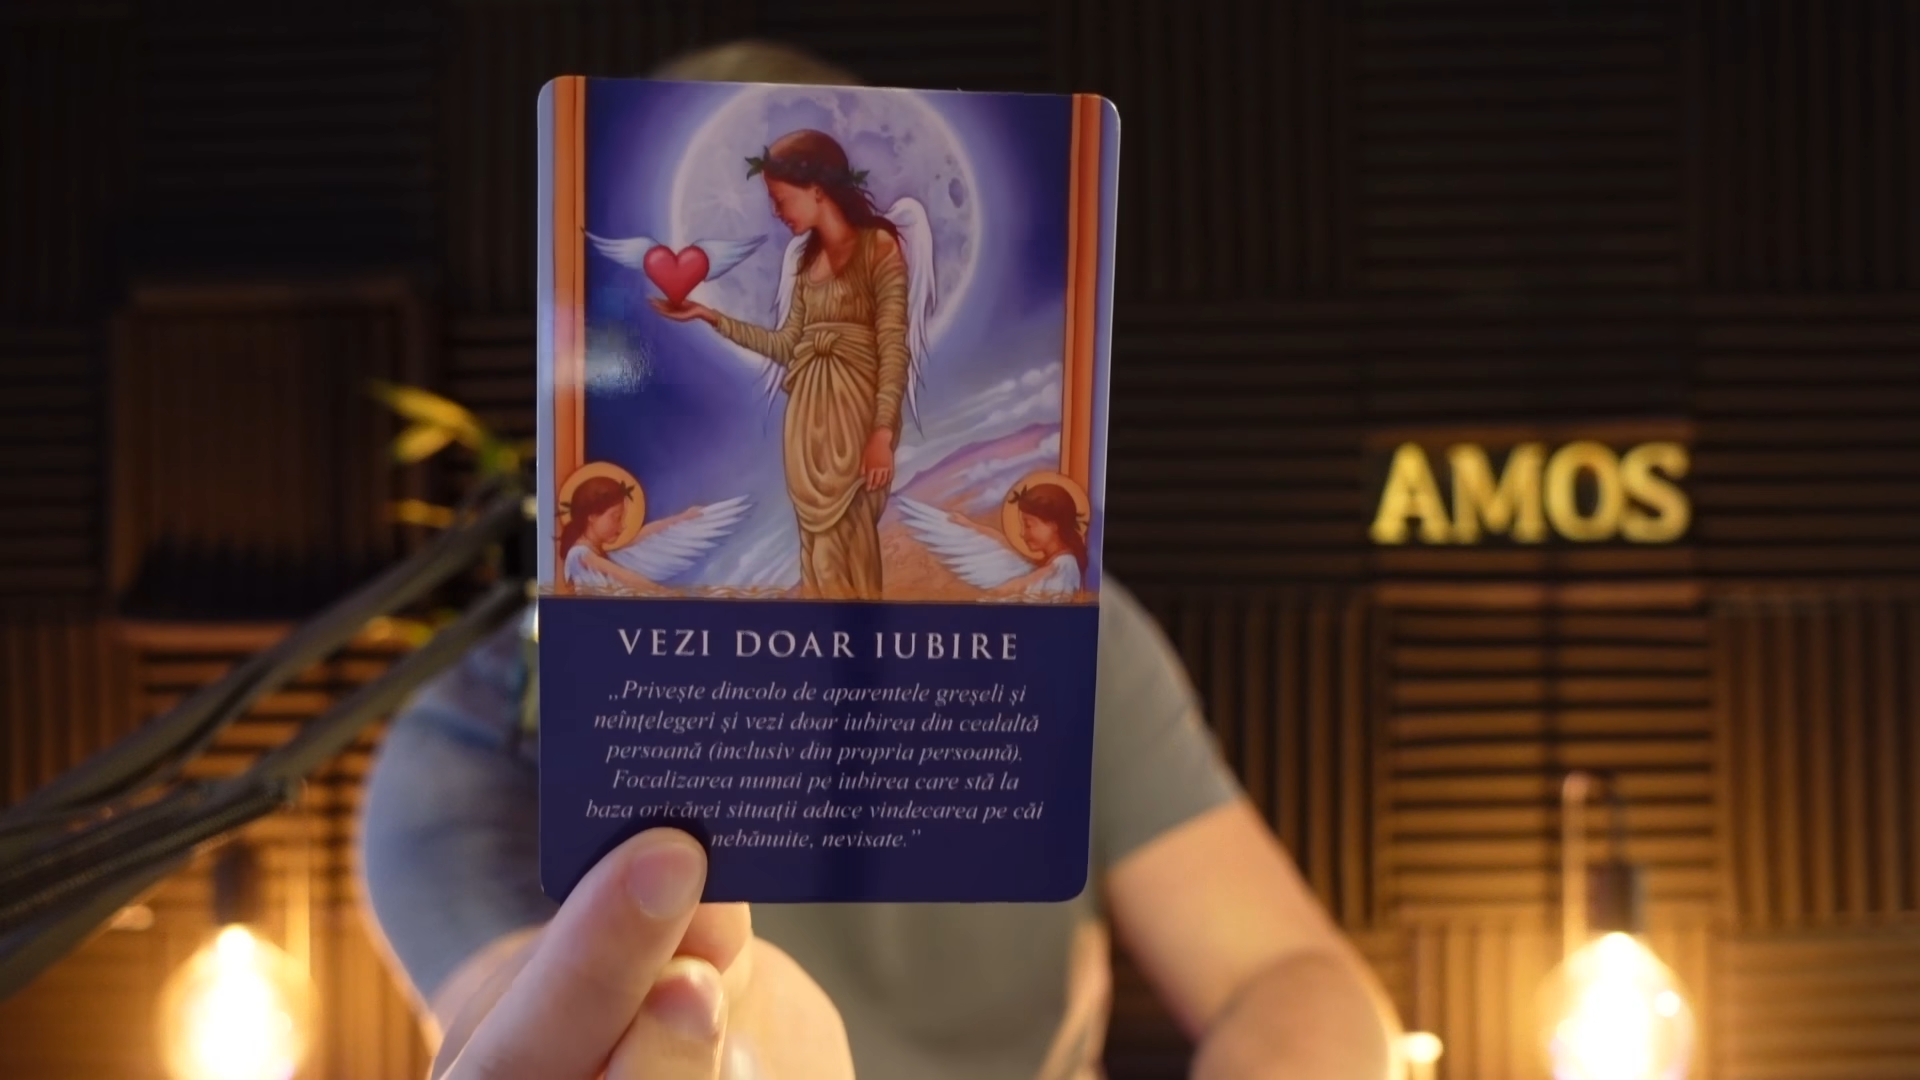 VEZI DOAR IUBIRE
„Privește dincolo de aparentele greșeli și
neînțelegeri și vezi doar iubirea din cealaltă
persoană (inclusiv din propria persoană).
Focalizarea numai pe iubirea care stă la
baza oricărei situații aduce vindecarea pe căi
nebănuite, nevisate.”
AMOS